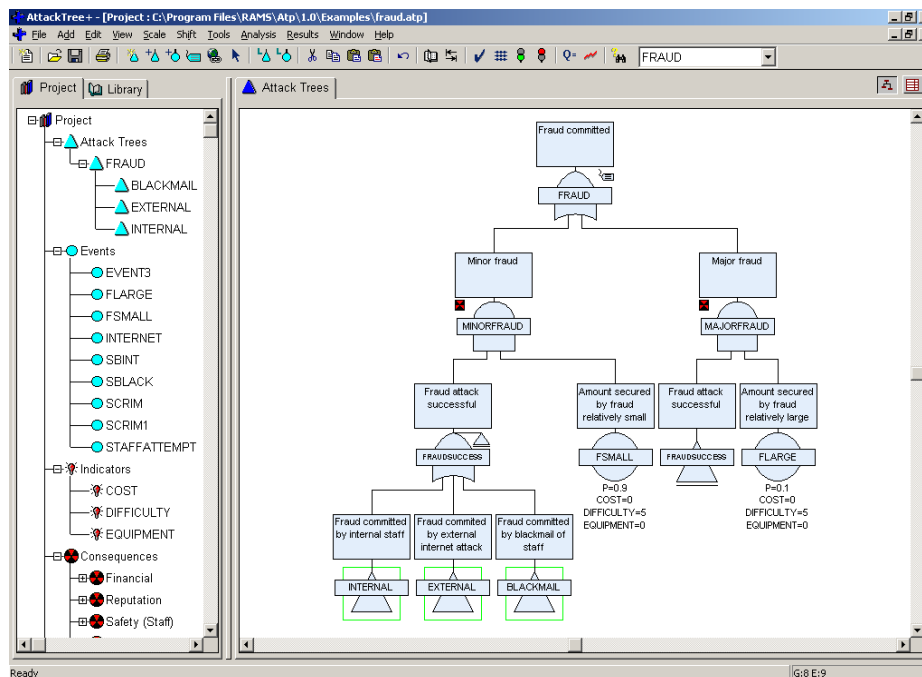 AttackTree+ - [Project : C:\Program Files\RAMS\Atp\1.0\Examples\fraud.atp]
File Add Edit View Scale Shift Tools Analysis Results Window Help
Q= FRAUD
Project Library
Attack Trees
Project
Attack Trees
FRAUD
BLACKMAIL
EXTERNAL
INTERNAL
Events
EVENT3
FLARGE
FSMALL
INTERNET
SBINT
SBLACK
SCRIM
SCRIM1
STAFFATTEMPT
Indicators
COST
DIFFICULTY
EQUIPMENT
Consequences
Financial
Reputation
Safety (Staff)
Fraud committed
FRAUD
Minor fraud
MINORFRAUD
Major fraud
MAJORFRAUD
Fraud attack
successful
FRAUDSUCCESS
Amount secured
by fraud
relatively small
FSMALL
P=0.9
COST=0
DIFFICULTY=5
EQUIPMENT=0
Fraud attack
successful
FRAUDSUCCESS
Amount secured
by fraud
relatively large
FLARGE
P=0.1
COST=0
DIFFICULTY=5
EQUIPMENT=0
Fraud committed
by internal staff
INTERNAL
Fraud commited
by external
internet attack
EXTERNAL
Fraud committed
by blackmail of
staff
BLACKMAIL
Ready
G:8 E:9